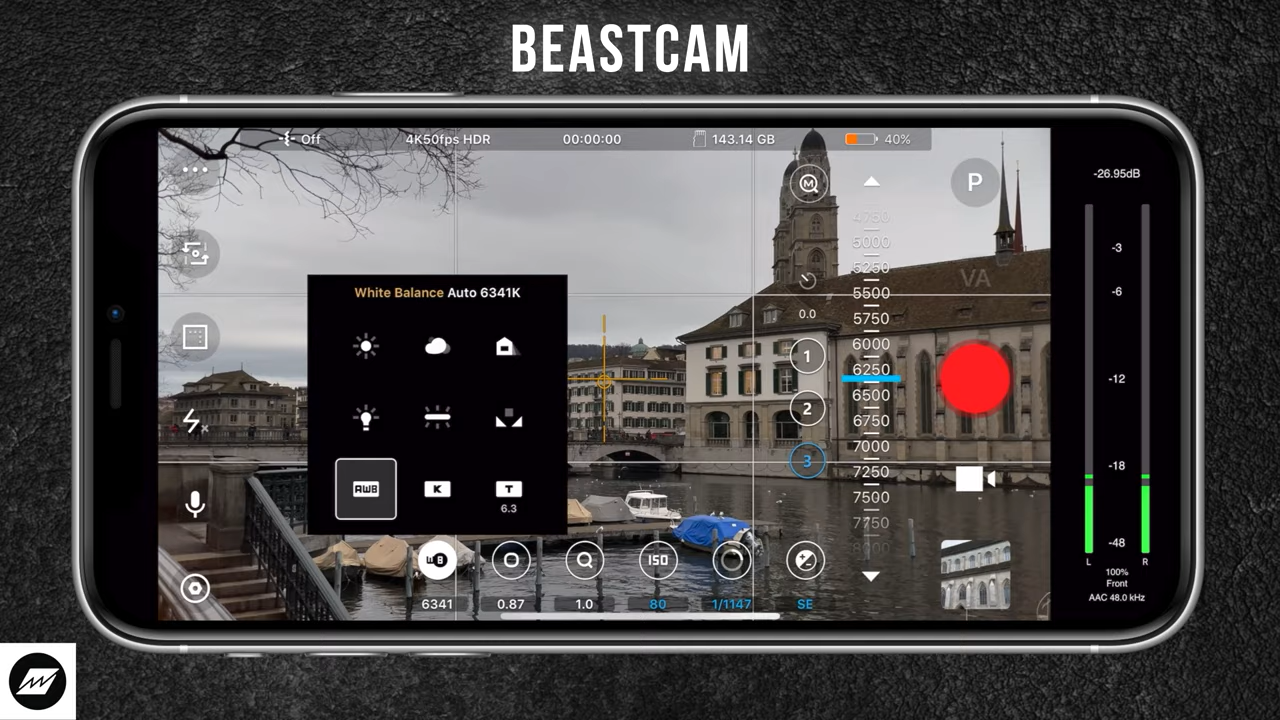 BEASTCAM
Off 4K50fps HDR 00:00:00 143.14 GB 40%
-26.95dB
M
P
4750
5000
5250
5500
5750
6000
6250
6500
6750
7000
7250
7500
7750
VA
White Balance Auto 6341K
AWB K T
6.3
0.0
1
2
3
WB ISO
6341 0.87 1.0 80 1/1147 SE
-3
-6
-12
-18
-48
L R
100%
Front
AAC 48.0 kHz